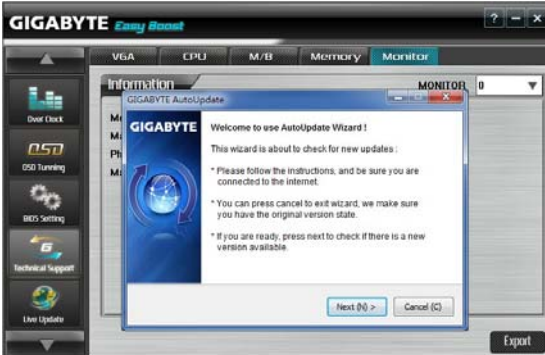 GIGABYTE Easy Boost
? - x
VGA
CPU
M/B
Memory
Monitor
Information
MONITOR 0
Over Clock
OSD Tunning
BIOS Setting
Technical Support
Live Update
GIGABYTE AutoUpdate
GIGABYTE
Welcome to use AutoUpdate Wizard !
This wizard is about to check for new updates :
* Please follow the instructions, and be sure you are
connected to the internet.
* You can press cancel to exit wizard, we make sure
you have the original version state.
* If you are ready, press next to check if there is a new
version available.
Next (N) >
Cancel (C)
Export